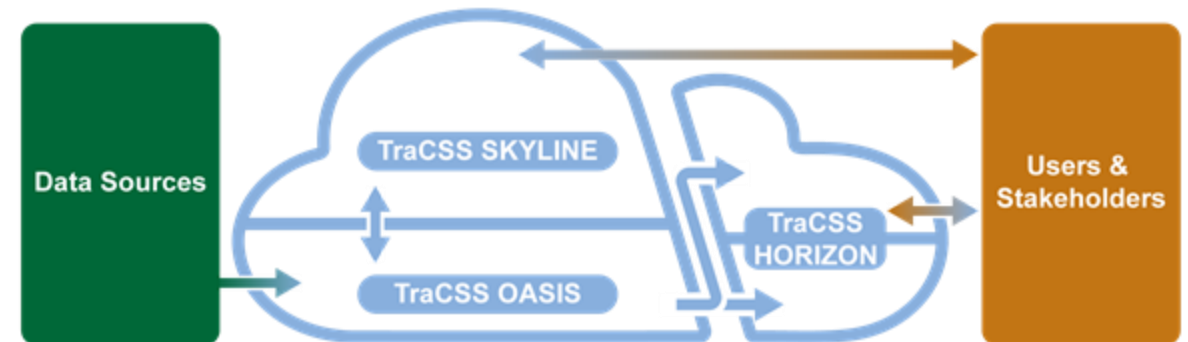 Data Sources
TraCSS SKYLINE
TraCSS OASIS
TraCSS
HORIZON
Users &
Stakeholders